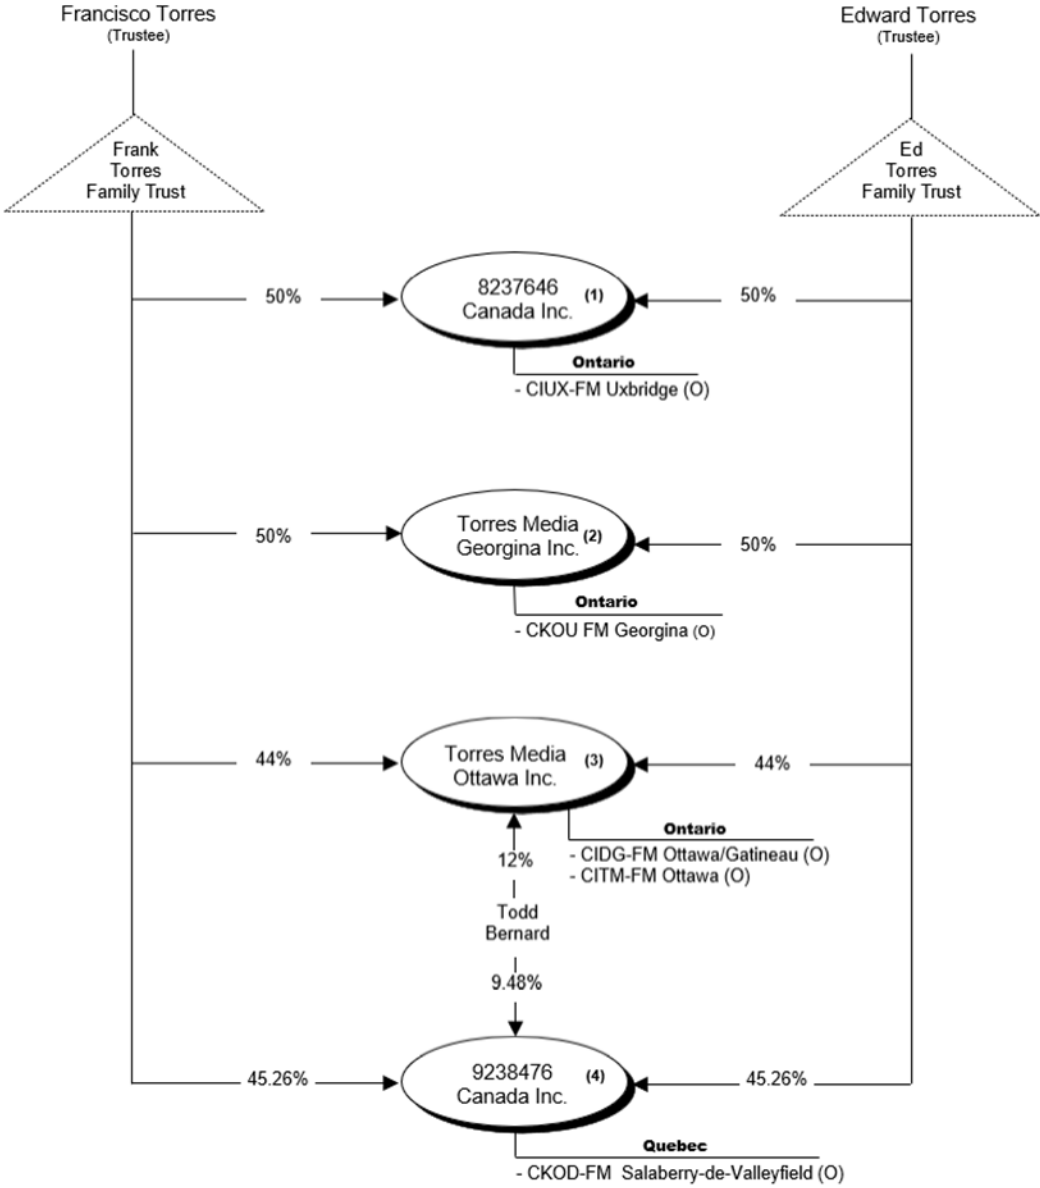 Francisco Torres
(Trustee)
Edward Torres
(Trustee)
Frank
Torres
Family Trust
Ed
Torres
Family Trust
50%
8237646
Canada Inc.
(1)
50%
Ontario
- CIUX-FM Uxbridge (O)
50%
Torres Media
Georgina Inc.
(2)
50%
Ontario
- CKOU FM Georgina (O)
44%
Torres Media
Ottawa Inc.
(3)
44%
Ontario
- CIDG-FM Ottawa/Gatineau (O)
- CITM-FM Ottawa (O)
12%
Todd
Bernard
9.48%
45.26%
9238476
Canada Inc.
(4)
45.26%
Quebec
- CKOD-FM Salaberry-de-Valleyfield (O)